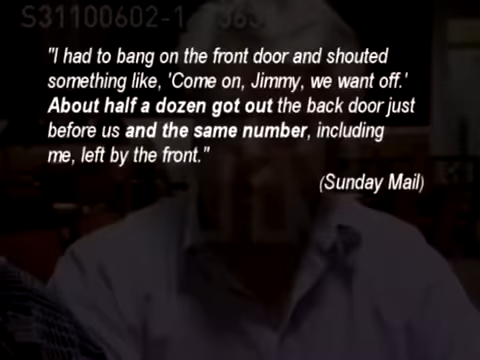 S31100602-1 363
"I had to bang on the front door and shouted
something like, 'Come on, Jimmy, we want off.'
About half a dozen got out the back door just
before us and the same number, including
me, left by the front."
(Sunday Mail)